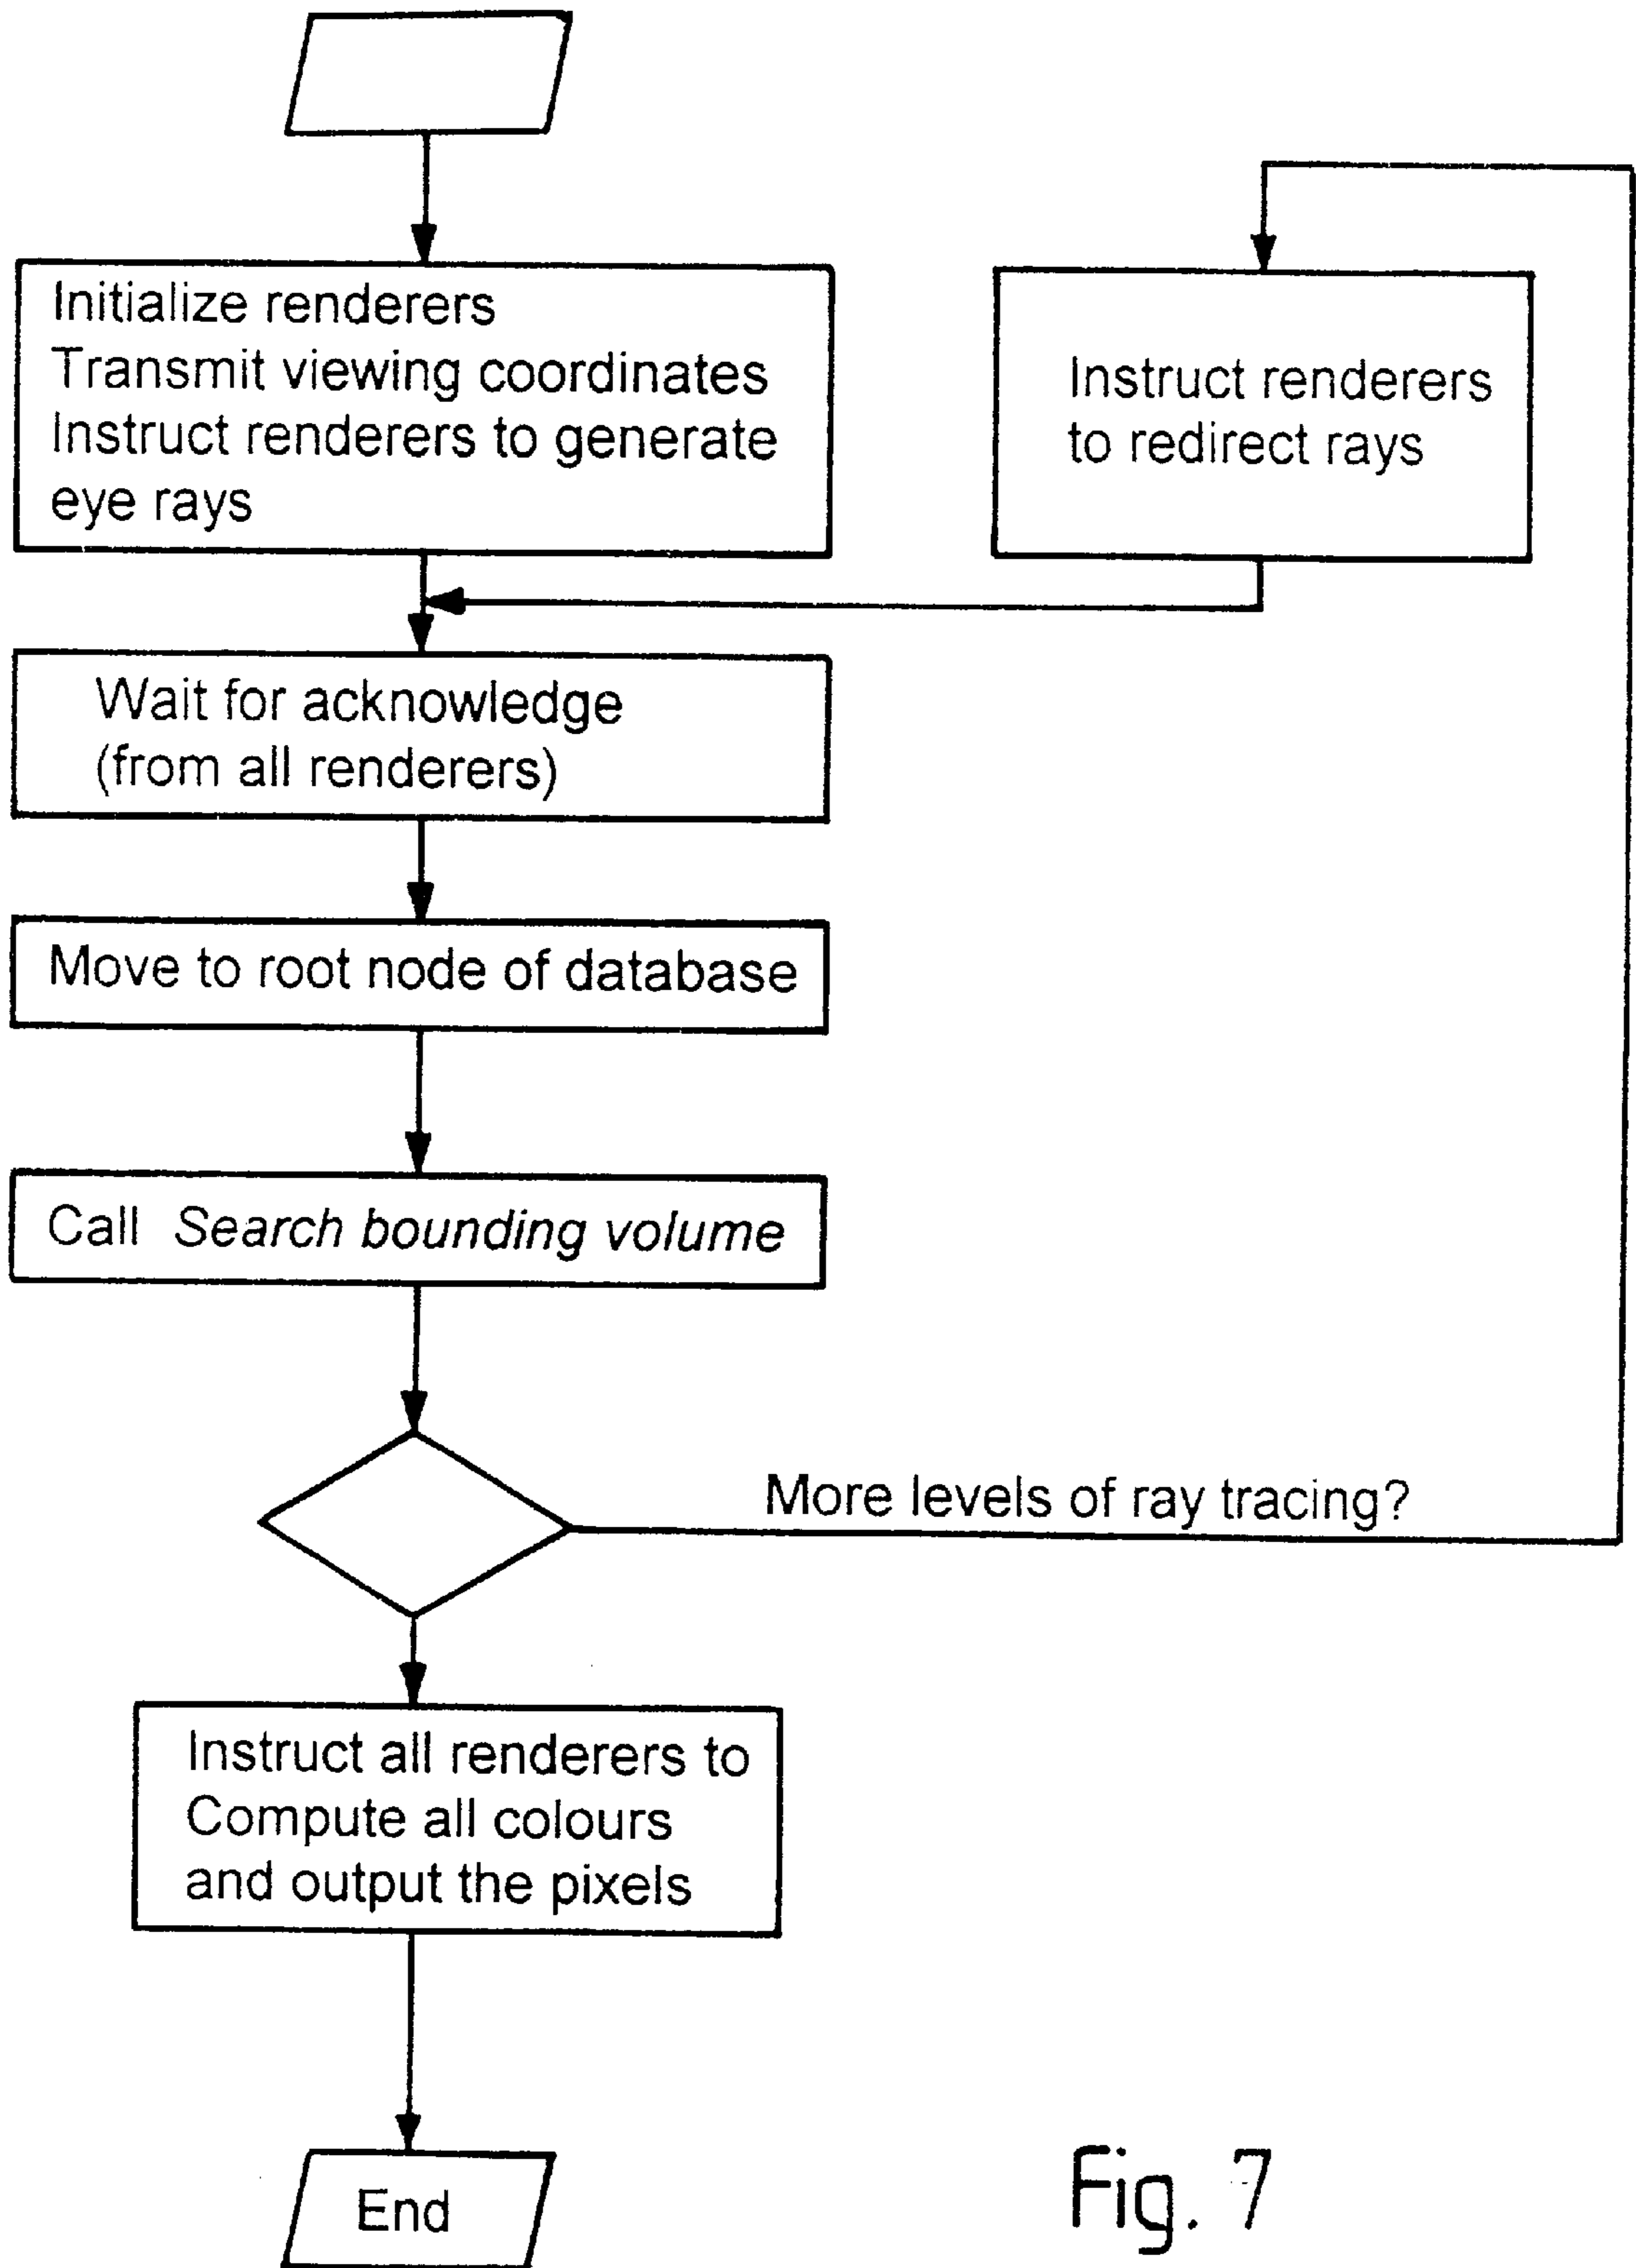 Initialize renderers
Transmit viewing coordinates
Instruct renderers to generate
eye rays
Instruct renderers
to redirect rays
Wait for acknowledge
(from all renderers)
Move to root node of database
Call Search bounding volume
More levels of ray tracing?
Instruct all renderers to
Compute all colours
and output the pixels
End
Fig. 7